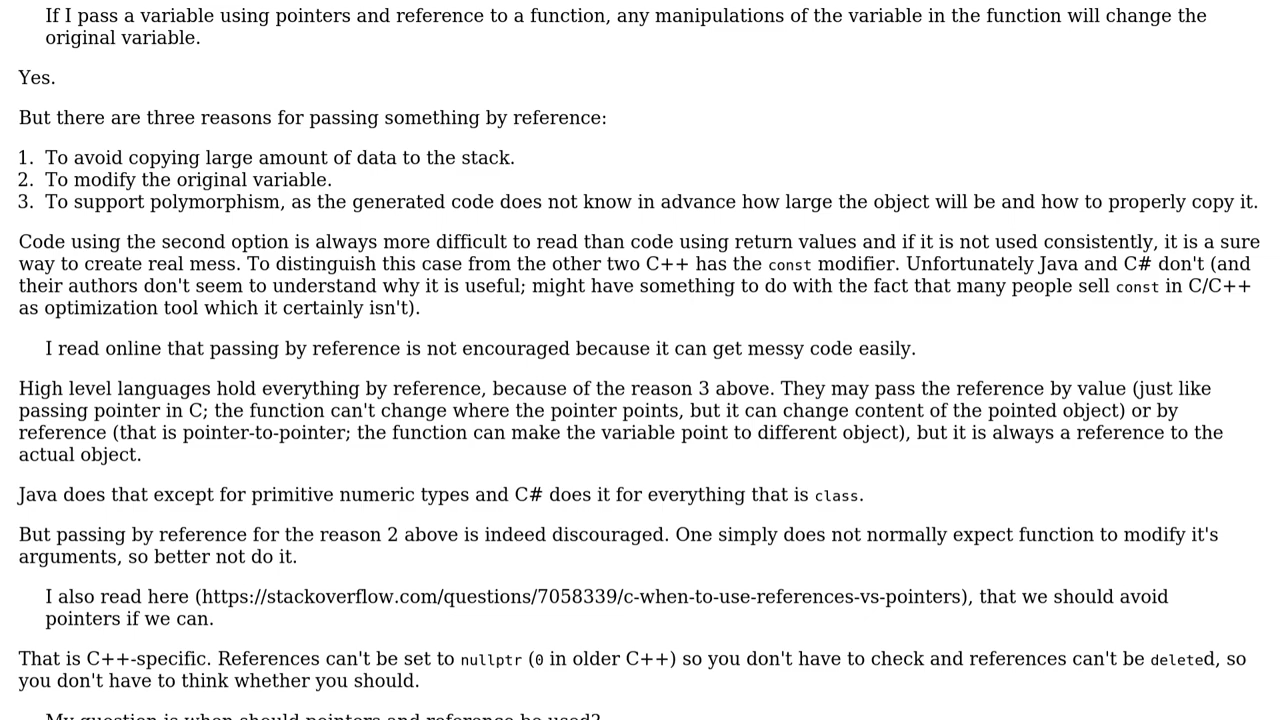 If I pass a variable using pointers and reference to a function, any manipulations of the variable in the function will change the
original variable.
Yes.
But there are three reasons for passing something by reference:
1. To avoid copying large amount of data to the stack.
2. To modify the original variable.
3. To support polymorphism, as the generated code does not know in advance how large the object will be and how to properly copy it.
Code using the second option is always more difficult to read than code using return values and if it is not used consistently, it is a sure
way to create real mess. To distinguish this case from the other two C++ has the const modifier. Unfortunately Java and C# don't (and
their authors don't seem to understand why it is useful; might have something to do with the fact that many people sell const in C/C++
as optimization tool which it certainly isn't).
I read online that passing by reference is not encouraged because it can get messy code easily.
High level languages hold everything by reference, because of the reason 3 above. They may pass the reference by value (just like
passing pointer in C; the function can't change where the pointer points, but it can change content of the pointed object) or by
reference (that is pointer-to-pointer; the function can make the variable point to different object), but it is always a reference to the
actual object.
Java does that except for primitive numeric types and C# does it for everything that is class.
But passing by reference for the reason 2 above is indeed discouraged. One simply does not normally expect function to modify it's
arguments, so better not do it.
I also read here (https://stackoverflow.com/questions/7058339/c-when-to-use-references-vs-pointers), that we should avoid
pointers if we can.
That is C++-specific. References can't be set to nullptr (0 in older C++) so you don't have to check and references can't be deleted, so
you don't have to think whether you should.
My question is when should pointers and reference be used?